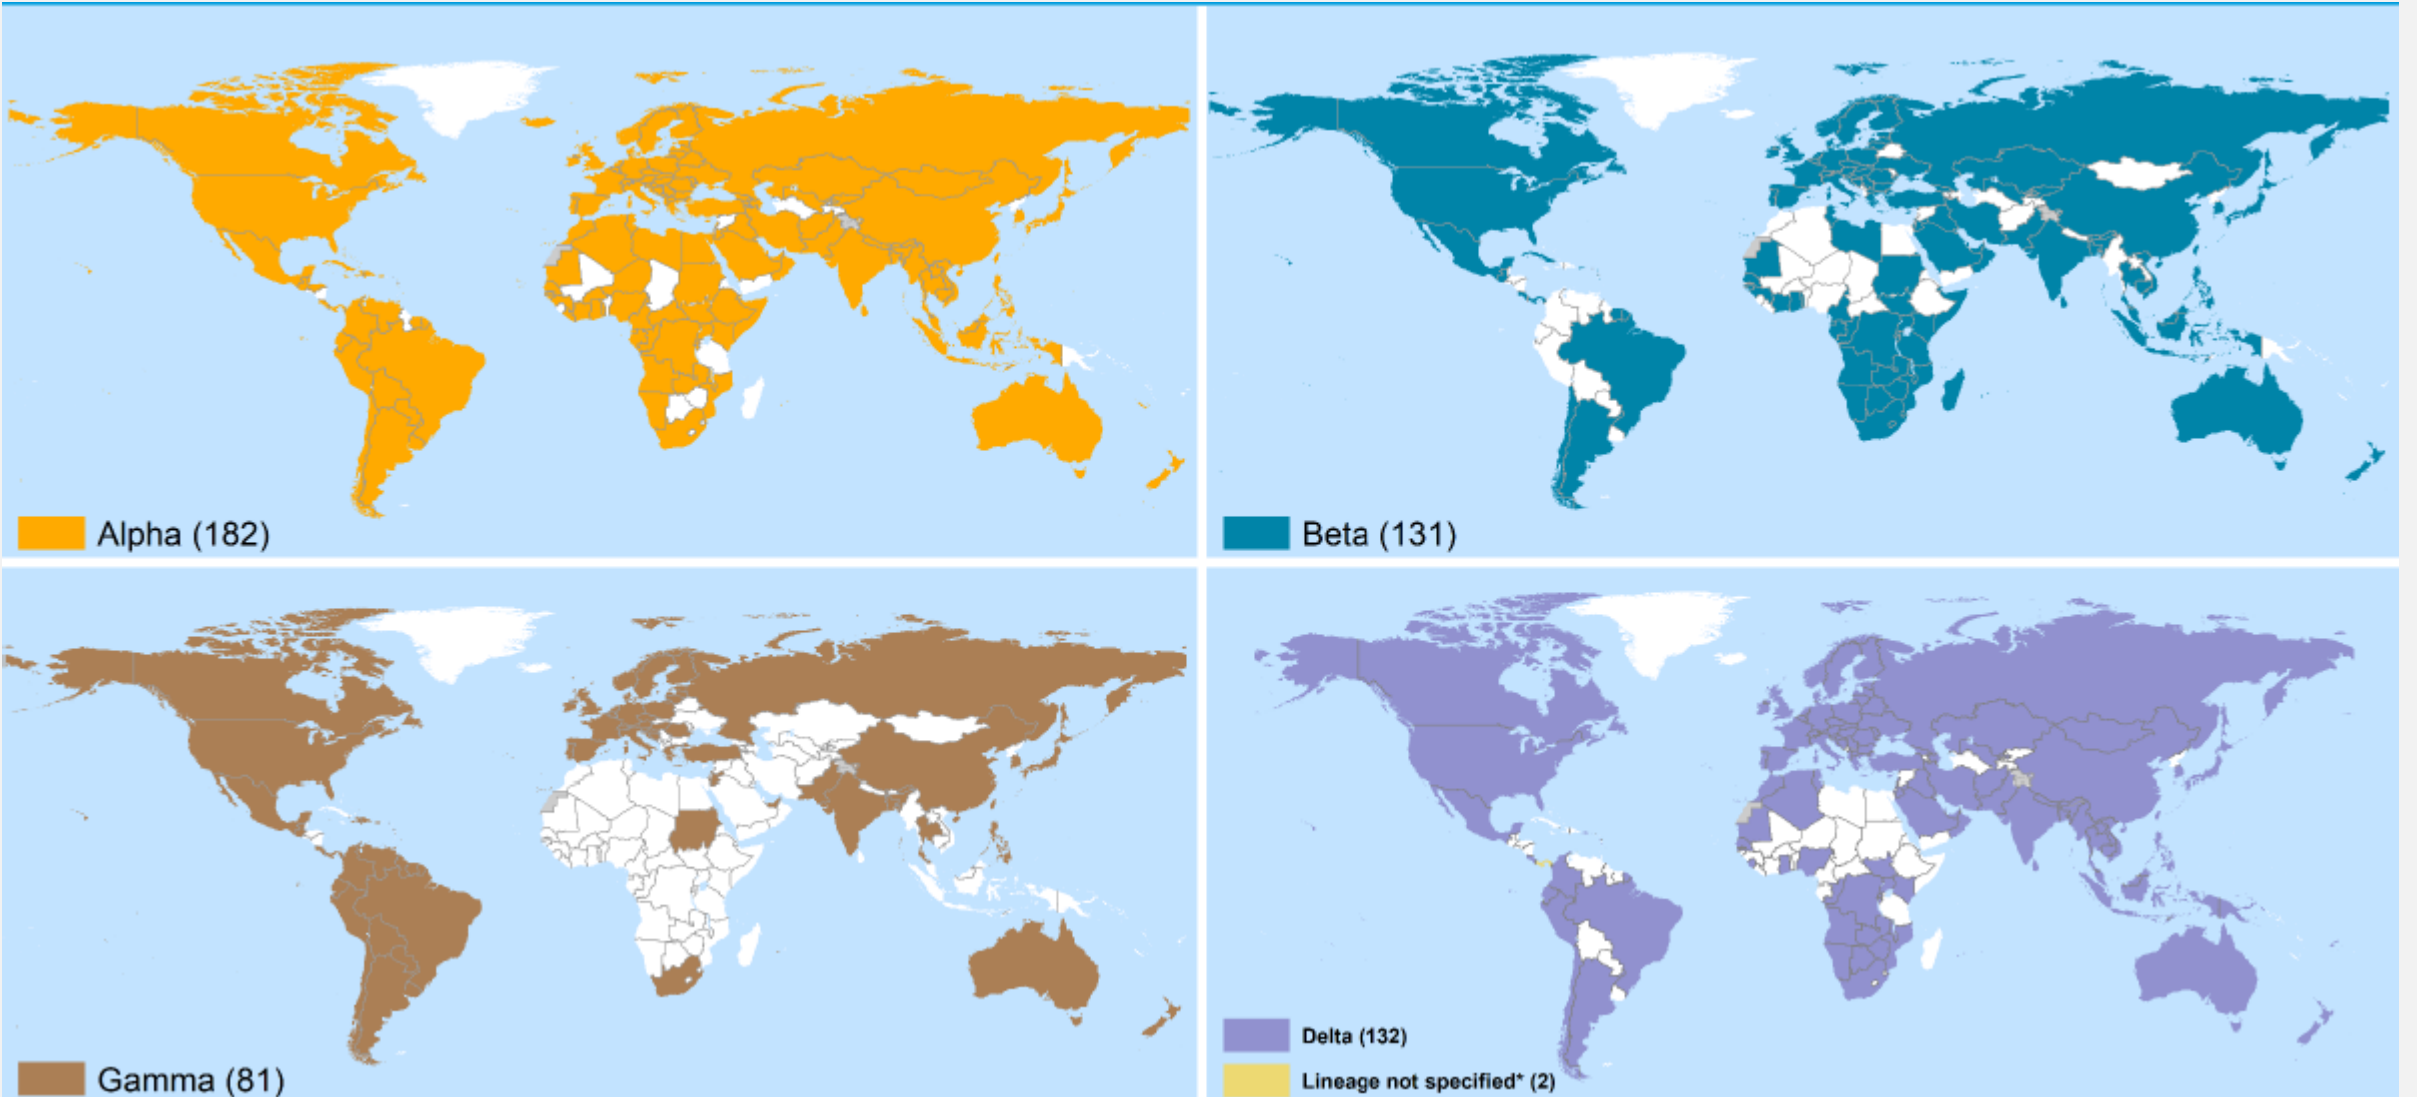 Alpha (182)
Beta (131)
Gamma (81)
Delta (132)
Lineage not specified* (2)